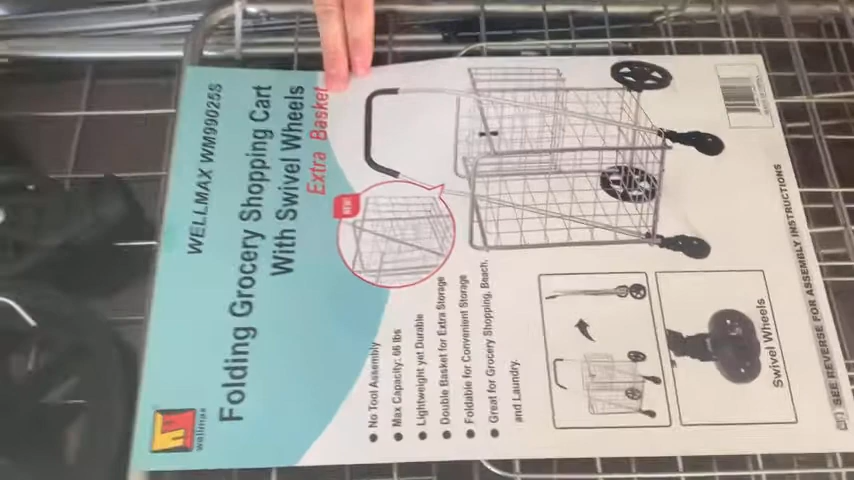 WELLMAX WM99025S
Folding Grocery Shopping Cart
With Swivel Wheels
Extra Basket
• No Tool Assembly
• Max Capacity: 66 lbs
• Lightweight yet Durable
• Double Basket for Extra Storage
• Foldable for Convenient Storage
• Great for Grocery Shopping, Beach,
and Laundry.
Swivel Wheels
SEE REVERSE FOR ASSEMBLY INSTRUCTIONS
wellmax